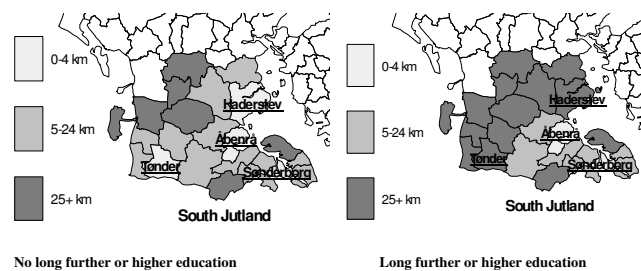 0-4 km
5-24 km
25+ km
Haderslev
Åbenrå
Tønder
Sønderborg
South Jutland
No long further or higher education
0-4 km
5-24 km
25+ km
Haderslev
Åbenrå
Tønder
Sønderborg
South Jutland
Long further or higher education